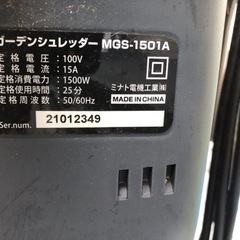 ガーデンシュレッダー MGS-1501A
定格電圧：100V
定格電流：15A
定格消費電力：1500W
定格使用時間：25分
定格周波数：50/60Hz
ミナト電機工業㈱
MADE IN CHINA
Ser.num. 21012349